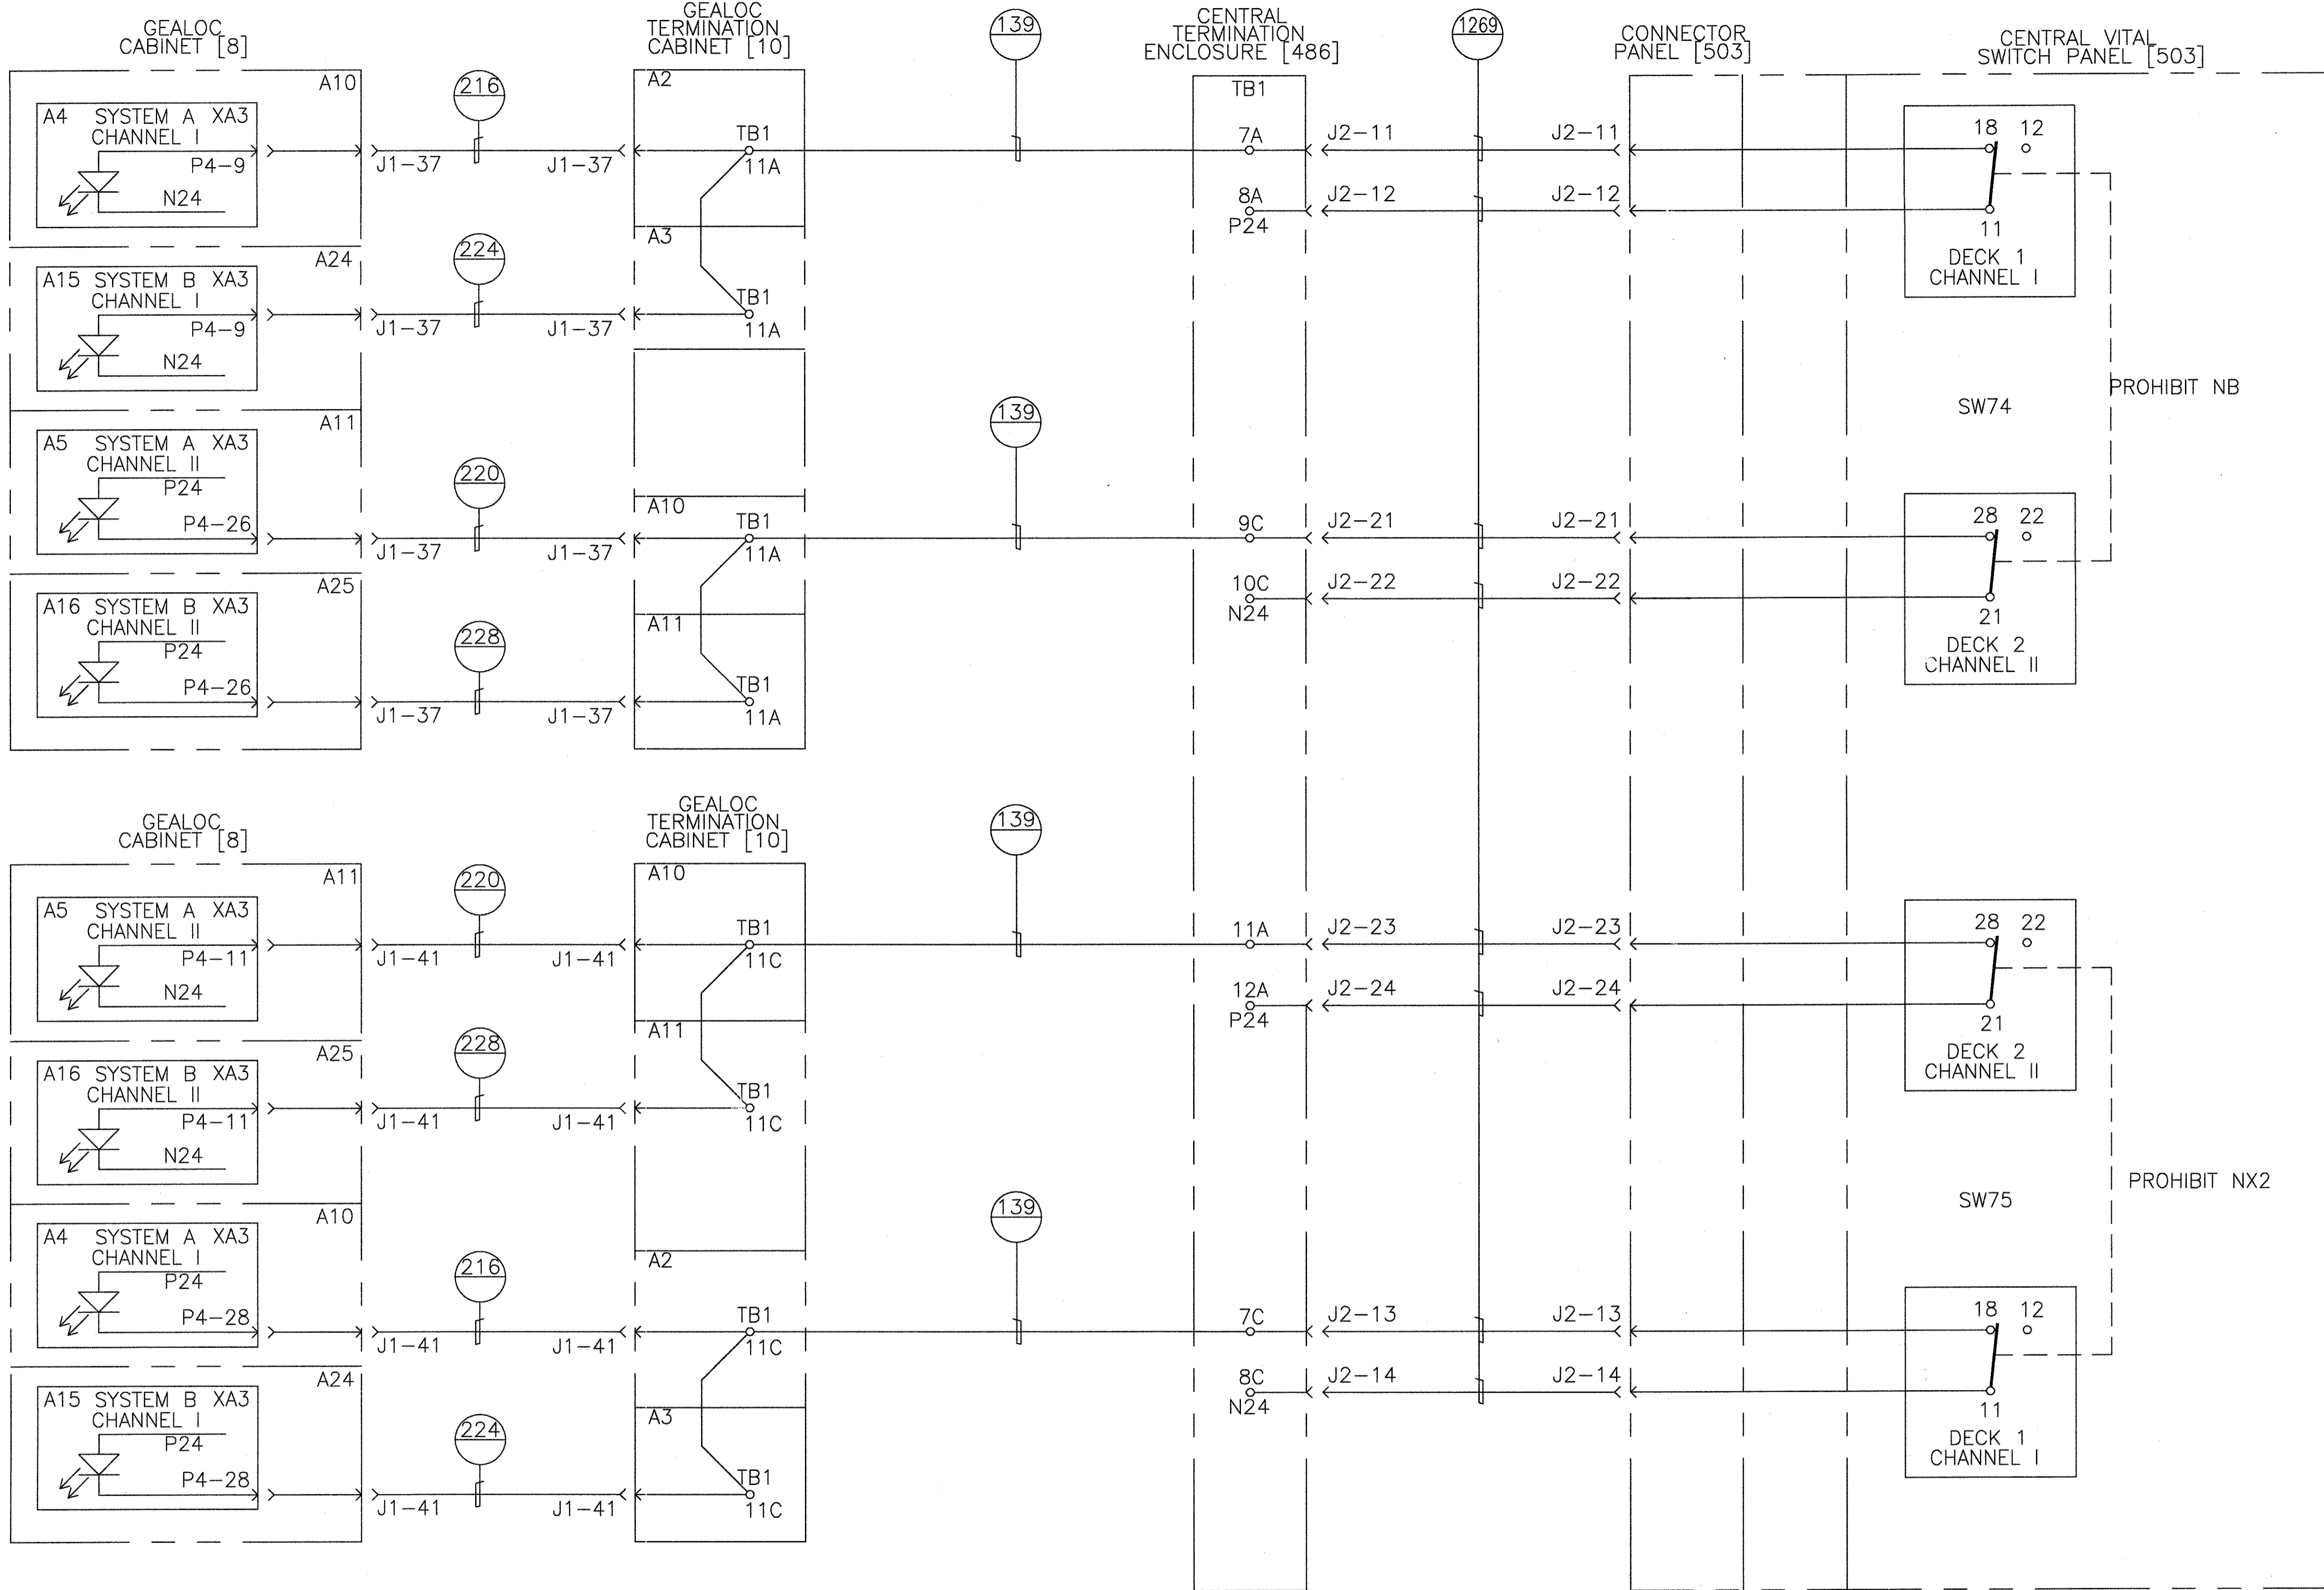 GEALOC
CABINET [8]
GEALOC
TERMINATION
CABINET [10]
139
CENTRAL
TERMINATION
ENCLOSURE [486]
1269
CONNECTOR
PANEL [503]
CENTRAL VITAL
SWITCH PANEL [503]
A10
A4 SYSTEM A XA3
CHANNEL I
P4-9
N24
216
J1-37
J1-37
A2
TB1
11A
TB1
7A
J2-11
J2-11
18 12
8A
P24
J2-12
J2-12
11
DECK 1
CHANNEL I
A24
A15 SYSTEM B XA3
CHANNEL I
P4-9
N24
224
J1-37
J1-37
A3
TB1
11A
PROHIBIT NB
SW74
A11
A5 SYSTEM A XA3
CHANNEL II
P24
P4-26
220
J1-37
J1-37
A10
TB1
11A
139
9C
J2-21
J2-21
28 22
10C
N24
J2-22
J2-22
21
DECK 2
CHANNEL II
A25
A16 SYSTEM B XA3
CHANNEL II
P24
P4-26
228
J1-37
J1-37
A11
TB1
11A
GEALOC
CABINET [8]
GEALOC
TERMINATION
CABINET [10]
139
A11
A5 SYSTEM A XA3
CHANNEL II
P4-11
N24
220
J1-41
J1-41
A10
TB1
11C
11A
J2-23
J2-23
28 22
12A
P24
J2-24
J2-24
21
DECK 2
CHANNEL II
A25
A16 SYSTEM B XA3
CHANNEL II
P4-11
N24
228
J1-41
J1-41
A11
TB1
11C
PROHIBIT NX2
SW75
A10
A4 SYSTEM A XA3
CHANNEL I
P24
P4-28
216
J1-41
J1-41
A2
TB1
11C
139
7C
J2-13
J2-13
18 12
8C
N24
J2-14
J2-14
11
DECK 1
CHANNEL I
A24
A15 SYSTEM B XA3
CHANNEL I
P24
P4-28
224
J1-41
J1-41
A3
TB1
11C